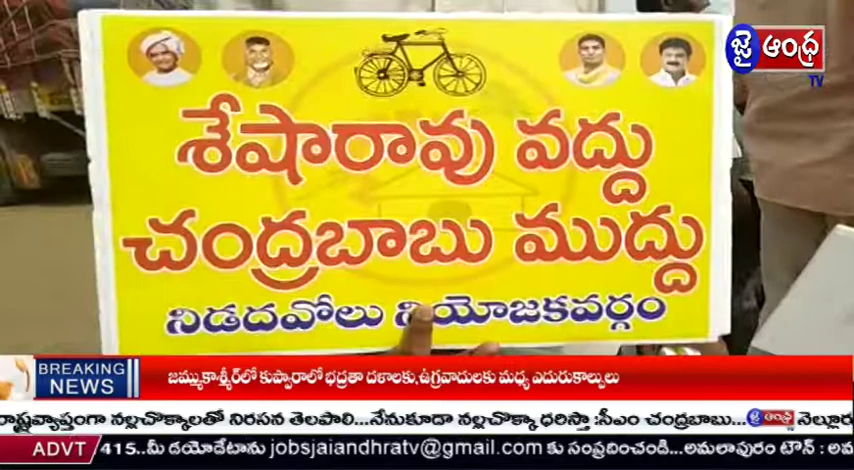 జై ఆంధ్ర
TV
శేషారావు వద్దు
చంద్రబాబు ముద్దు
నిడదవోలు నియోజకవర్గం
BREAKING NEWS
జమ్ముకాశ్మీర్‌లో కుప్వారాలో భద్రతా దళాలకు,ఉగ్రవాదులకు మధ్య ఎదురుకాల్పులు
రాష్ట్రవ్యాప్తంగా నల్లచొక్కాలతో నిరసన తెలపాలి...నేనుకూడా నల్లచొక్కా ధరిస్తా :సీఎం చంద్రబాబు... జై ఆంధ్ర నెల్లూరు
ADVT 415..మీ డయోడేటాను jobsjaiandhratv@gmail.com కు సంప్రదించండి...అమలాపురం టౌన్ :